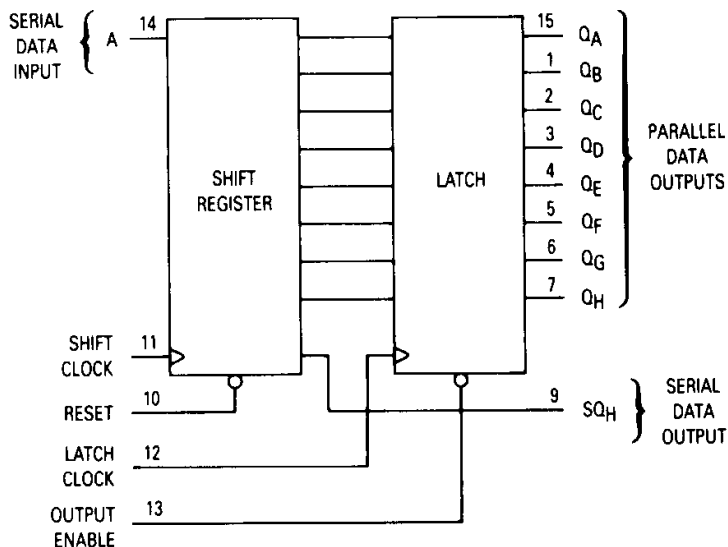 SERIAL
DATA
INPUT
A
14
SHIFT
REGISTER
LATCH
15
QA
1
QB
2
QC
3
QD
4
QE
5
QF
6
QG
7
QH
PARALLEL
DATA
OUTPUTS
SHIFT
CLOCK
11
RESET
10
LATCH
CLOCK
12
OUTPUT
ENABLE
13
9
SQH
SERIAL
DATA
OUTPUT